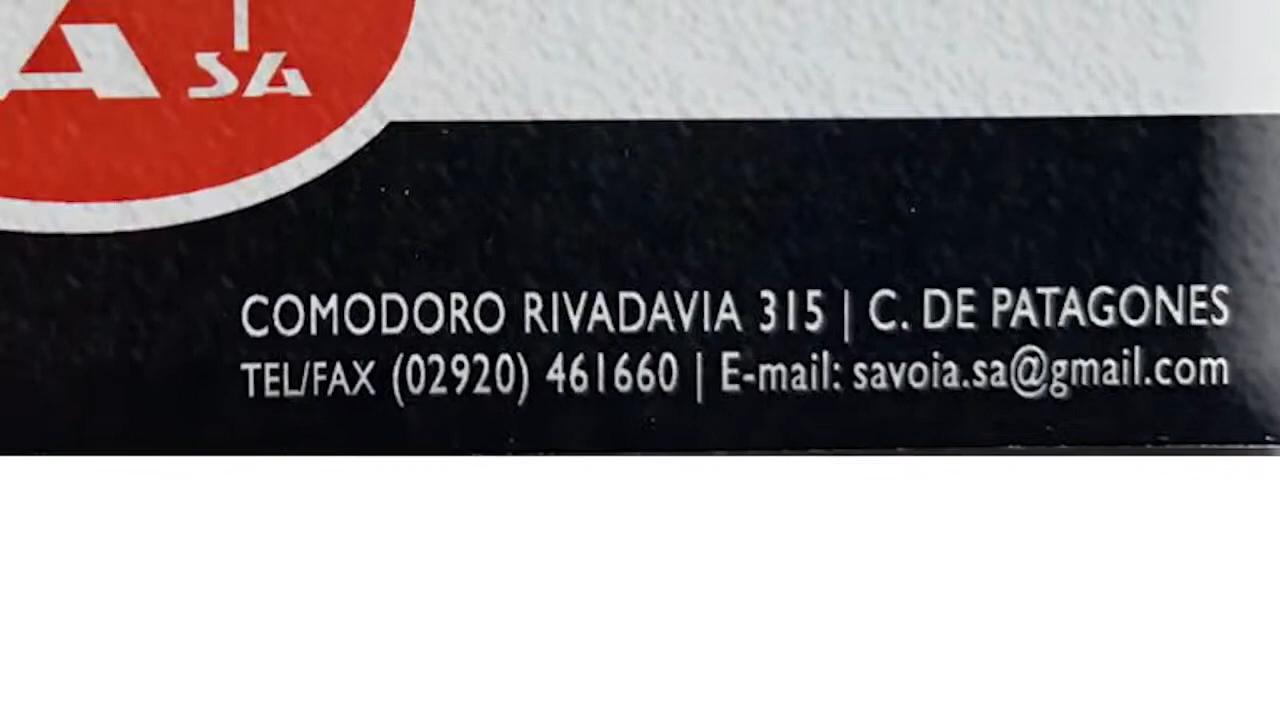 A SA
COMODORO RIVADAVIA 315 | C. DE PATAGONES
TEL/FAX (02920) 461660 | E-mail: savoia.sa@gmail.com